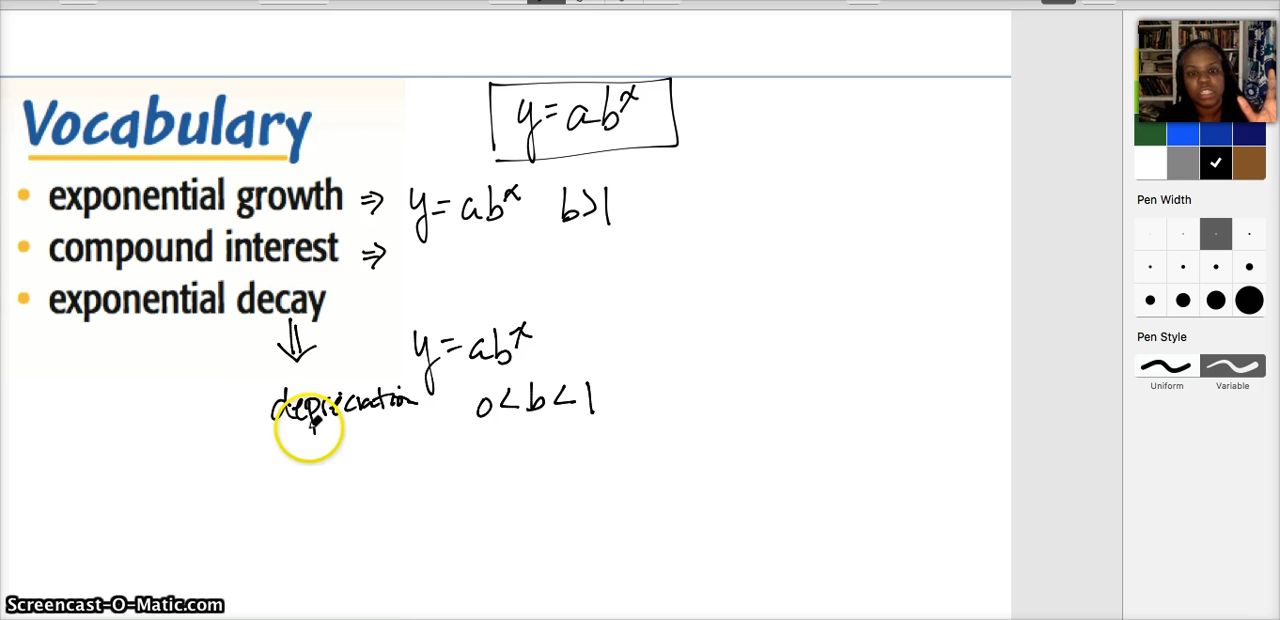 y = ab^x
Vocabulary
• exponential growth ⇒ y = ab^x b > 1
• compound interest ⇒
• exponential decay
⇓
y = ab^x
depriciation 0 < b < 1
Pen Width
Pen Style
Uniform Variable
Screencast-O-Matic.com